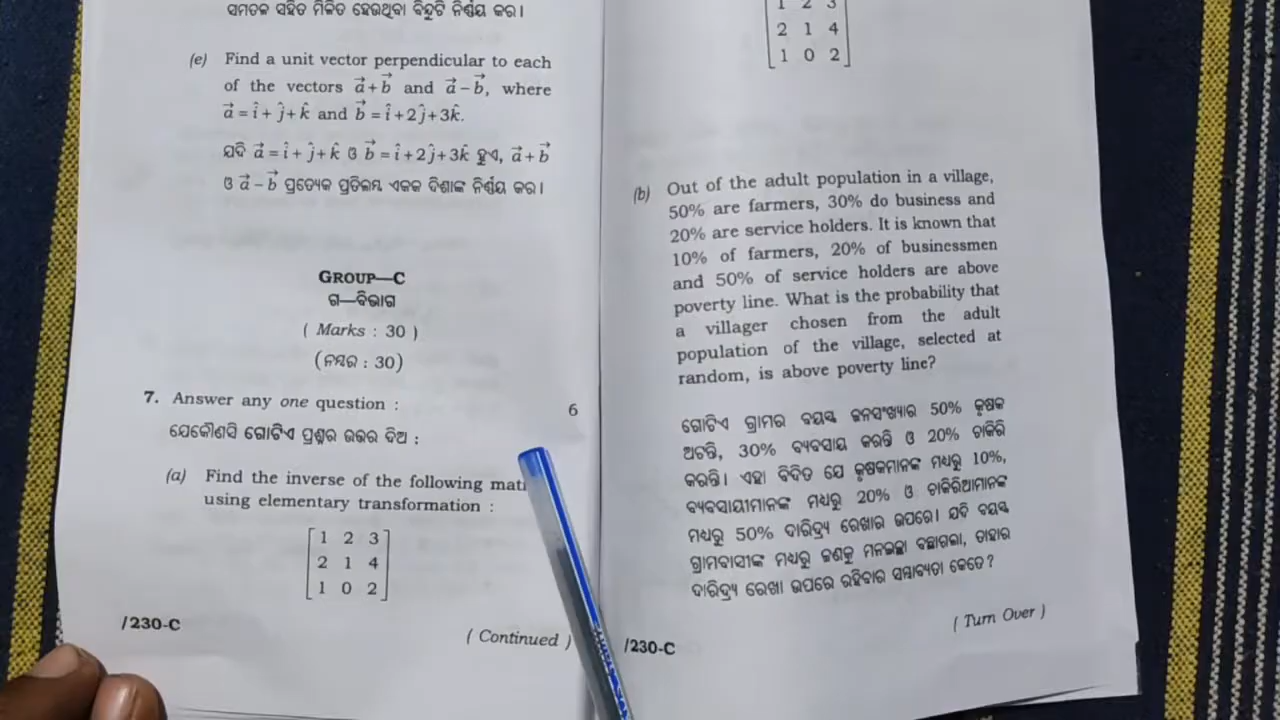 ସମତଳ ସହିତ ମିଳିତ ହେଉଥିବା ବିନ୍ଦୁଟି ନିର୍ଣ୍ଣୟ କର।
(e) Find a unit vector perpendicular to each
of the vectors a⃗+b⃗ and a⃗−b⃗, where
a⃗=î+ĵ+k̂ and b⃗=î+2ĵ+3k̂.
ଯଦି a⃗=î+ĵ+k̂ ଓ b⃗=î+2ĵ+3k̂ ହୁଏ, a⃗+b⃗
ଓ a⃗−b⃗ ପ୍ରତ୍ୟେକ ପ୍ରତିଲମ୍ବ ଏକକ ଦିଶାଙ୍କ ନିର୍ଣ୍ଣୟ କର।
GROUP—C
ଗ—ବିଭାଗ
( Marks : 30 )
(ନମ୍ବର : 30)
7. Answer any one question : 6
ଯେକୌଣସି ଗୋଟିଏ ପ୍ରଶ୍ନର ଉତ୍ତର ଦିଅ :
(a) Find the inverse of the following
using elementary transformation :
1 2 3
2 1 4
1 0 2
/230-C
( Continued )
1 2 3
2 1 4
1 0 2
(b) Out of the adult population in a village,
50% are farmers, 30% do business and
20% are service holders. It is known that
10% of farmers, 20% of businessmen
and 50% of service holders are above
poverty line. What is the probability that
a villager chosen from the adult
population of the village, selected at
random, is above poverty line?
ଗୋଟିଏ ଗ୍ରାମର ବୟସ୍କ ଜନସଂଖ୍ୟାର 50% କୃଷକ
ଅଟନ୍ତି, 30% ବ୍ୟବସାୟ କରନ୍ତି ଓ 20% ଚାକିରି
କରନ୍ତି। ଏହା ବିଦିତ ଯେ କୃଷକମାନଙ୍କ ମଧ୍ୟରୁ 10%,
ବ୍ୟବସାୟୀମାନଙ୍କ ମଧ୍ୟରୁ 20% ଓ ଚାକିରିଆମାନଙ୍କ
ମଧ୍ୟରୁ 50% ଦାରିଦ୍ର୍ୟ ରେଖାର ଉପରେ। ଯଦି ବୟସ୍କ
ଗ୍ରାମବାସୀଙ୍କ ମଧ୍ୟରୁ ଜଣକୁ ମନଇଚ୍ଛା ବଛାଗଲା, ତାହାର
ଦାରିଦ୍ର୍ୟ ରେଖା ଉପରେ ରହିବାର ସମ୍ଭାବ୍ୟତା କେତେ?
/230-C
( Turn Over )